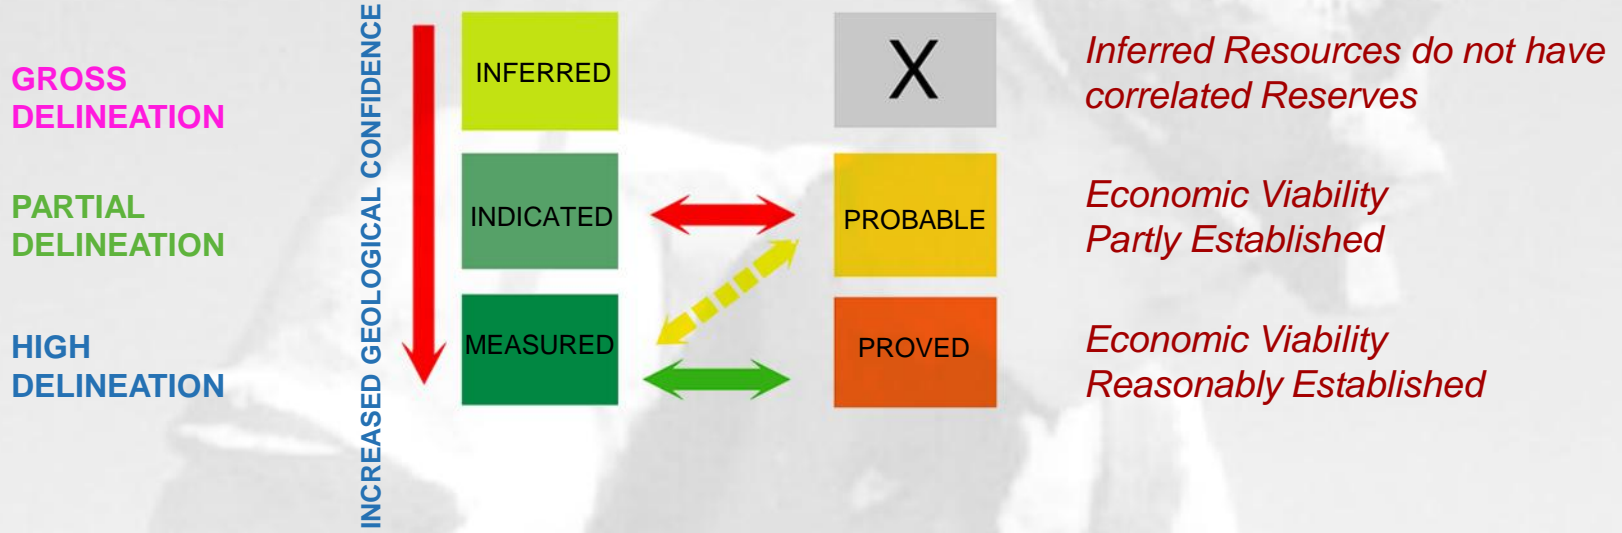 GROSS
DELINEATION
INCREASED GEOLOGICAL CONFIDENCE
INFERRED
X
Inferred Resources do not have
correlated Reserves
PARTIAL
DELINEATION
INDICATED
PROBABLE
Economic Viability
Partly Established
HIGH
DELINEATION
MEASURED
PROVED
Economic Viability
Reasonably Established